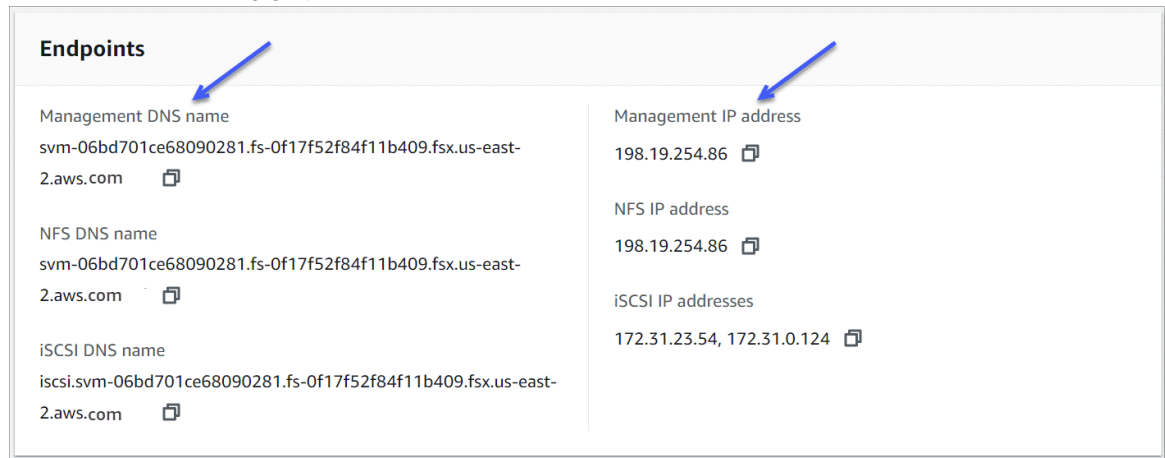 Endpoints
Management DNS name
svm-06bd701ce68090281.fs-0f17f52f84f11b409.fsx.us-east-
2.aws.com
NFS DNS name
svm-06bd701ce68090281.fs-0f17f52f84f11b409.fsx.us-east-
2.aws.com
iSCSI DNS name
iscsi.svm-06bd701ce68090281.fs-0f17f52f84f11b409.fsx.us-east-
2.aws.com
Management IP address
198.19.254.86
NFS IP address
198.19.254.86
iSCSI IP addresses
172.31.23.54, 172.31.0.124